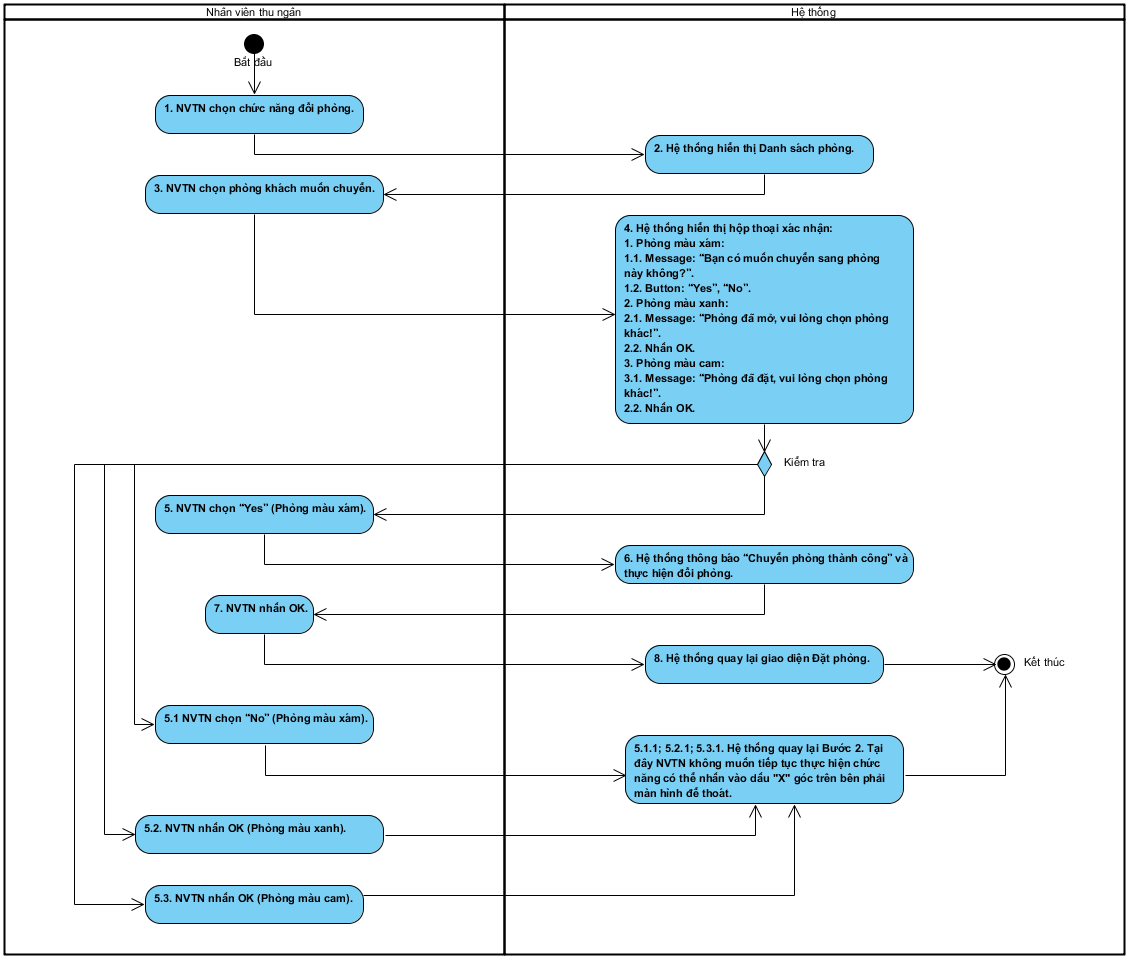 Nhân viên thu ngân
Hệ thống
Bắt đầu
1. NVTN chọn chức năng đổi phòng.
2. Hệ thống hiển thị Danh sách phòng.
3. NVTN chọn phòng khách muốn chuyển.
4. Hệ thống hiển thị hộp thoại xác nhận:
1. Phòng màu xám:
1.1. Message: “Bạn có muốn chuyển sang phòng
này không?”.
1.2. Button: “Yes”, “No”.
2. Phòng màu xanh:
2.1. Message: “Phòng đã mở, vui lòng chọn phòng
khác!”.
2.2. Nhấn OK.
3. Phòng màu cam:
3.1. Message: “Phòng đã đặt, vui lòng chọn phòng
khác!”.
2.2. Nhấn OK.
Kiểm tra
5. NVTN chọn “Yes” (Phòng màu xám).
6. Hệ thống thông báo “Chuyển phòng thành công” và
thực hiện đổi phòng.
7. NVTN nhấn OK.
8. Hệ thống quay lại giao diện Đặt phòng.
Kết thúc
5.1 NVTN chọn “No” (Phòng màu xám).
5.1.1; 5.2.1; 5.3.1. Hệ thống quay lại Bước 2. Tại
đây NVTN không muốn tiếp tục thực hiện chức
năng có thể nhấn vào dấu "X" góc trên bên phải
màn hình để thoát.
5.2. NVTN nhấn OK (Phòng màu xanh).
5.3. NVTN nhấn OK (Phòng màu cam).